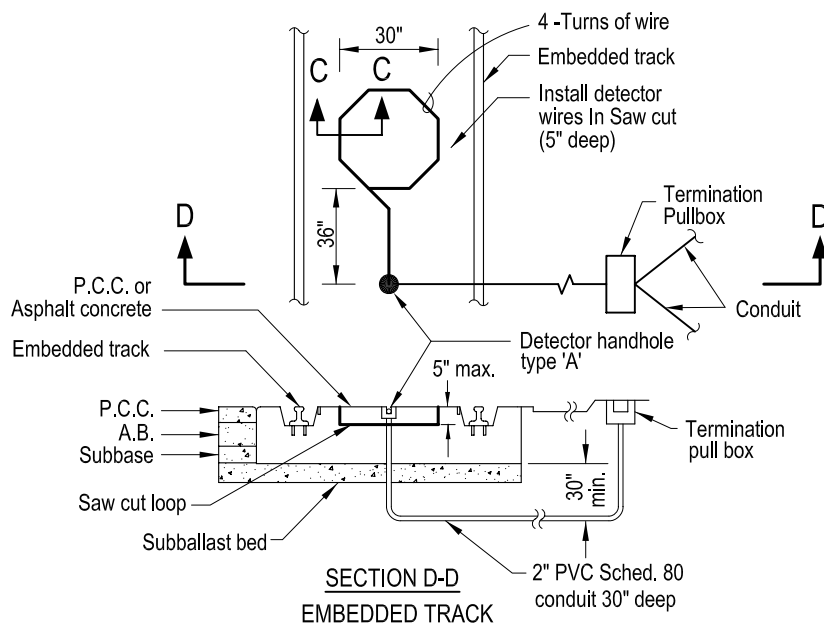 4 -Turns of wire
30"
Embedded track
C
C
Install detector
wires In Saw cut
(5" deep)
Termination
Pullbox
D
D
36"
P.C.C. or
Asphalt concrete
Conduit
Embedded track
Detector handhole
type 'A'
5" max.
P.C.C.
A.B.
Subbase
Termination
pull box
30"
min.
Saw cut loop
Subballast bed
2" PVC Sched. 80
conduit 30" deep
SECTION D-D
EMBEDDED TRACK